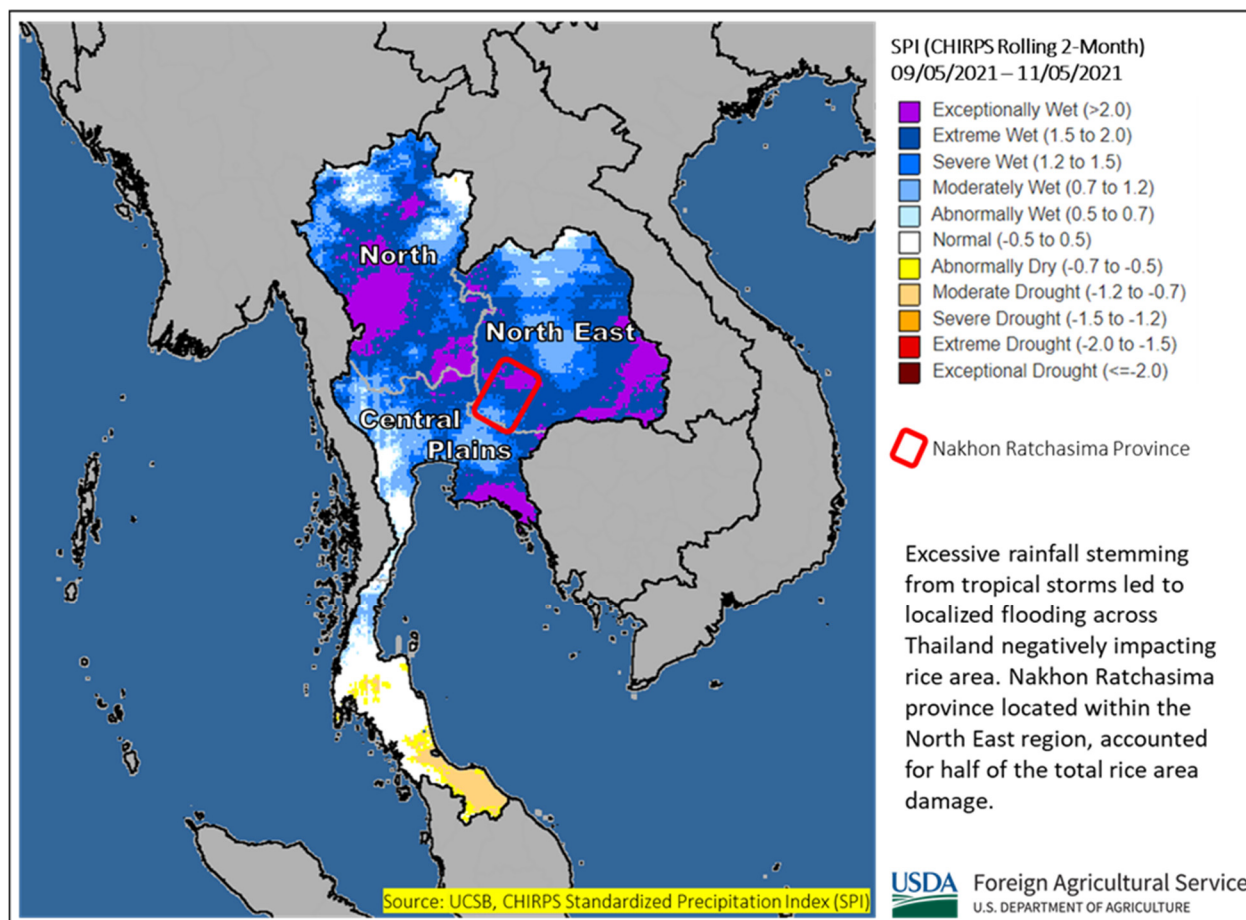 SPI (CHIRPS Rolling 2-Month)
09/05/2021 – 11/05/2021
Exceptionally Wet (>2.0)
Extreme Wet (1.5 to 2.0)
Severe Wet (1.2 to 1.5)
Moderately Wet (0.7 to 1.2)
Abnormally Wet (0.5 to 0.7)
Normal (-0.5 to 0.5)
Abnormally Dry (-0.7 to -0.5)
Moderate Drought (-1.2 to -0.7)
Severe Drought (-1.5 to -1.2)
Extreme Drought (-2.0 to -1.5)
Exceptional Drought (<=-2.0)
Nakhon Ratchasima Province
North
North East
Central
Plains
Excessive rainfall stemming
from tropical storms led to
localized flooding across
Thailand negatively impacting
rice area. Nakhon Ratchasima
province located within the
North East region, accounted
for half of the total rice area
damage.
Source: UCSB, CHIRPS Standardized Precipitation Index (SPI)
USDA Foreign Agricultural Service
U.S. DEPARTMENT OF AGRICULTURE